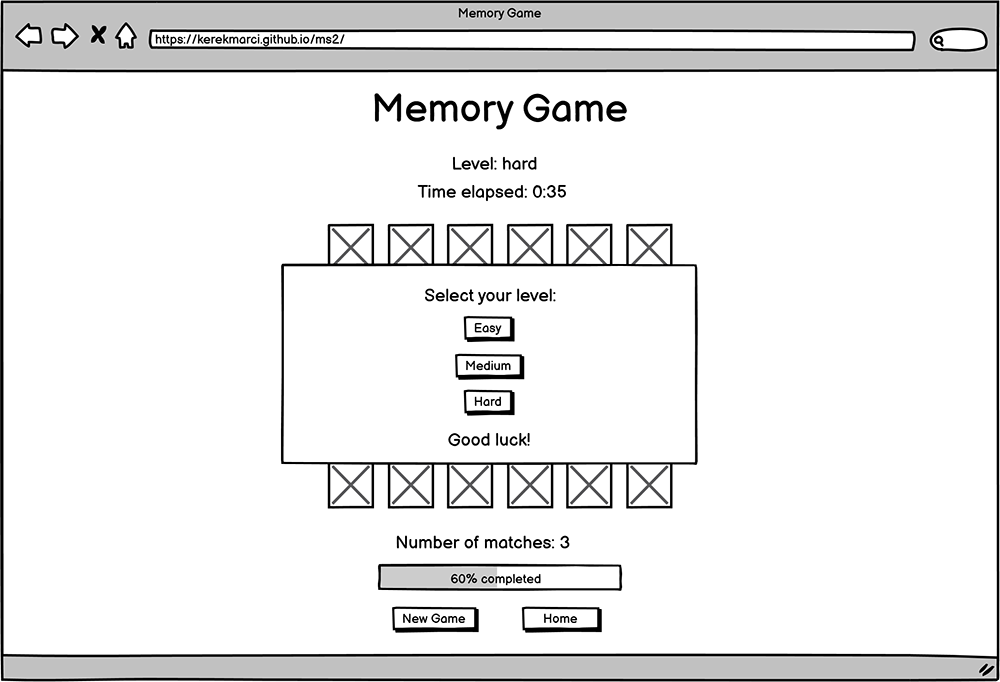 Memory Game
https://kerekmarci.github.io/ms2/
Memory Game
Level: hard
Time elapsed: 0:35
Select your level:
Easy
Medium
Hard
Good luck!
Number of matches: 3
60% completed
New Game Home